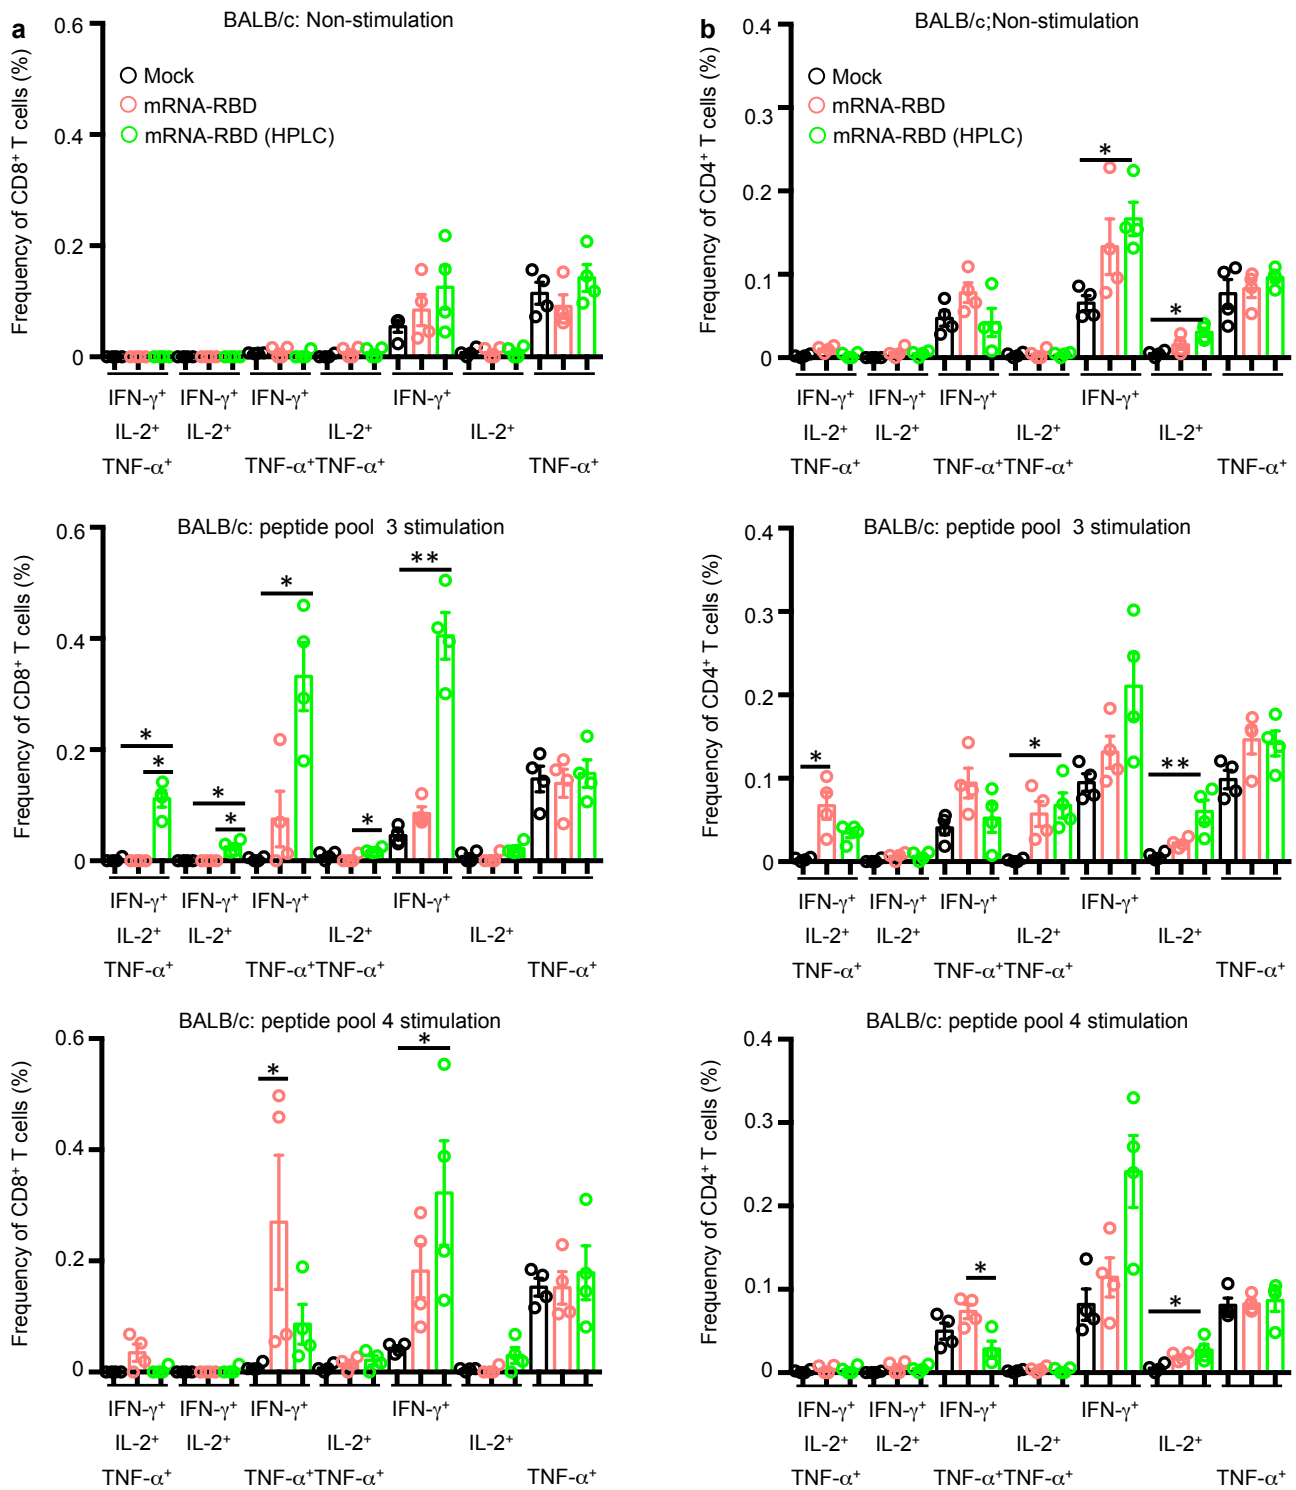 a
BALB/c: Non-stimulation
Frequency of CD8⁺ T cells (%)
0.6
0.4
0.2
0
Mock
mRNA-RBD
mRNA-RBD (HPLC)
IFN-γ⁺ IFN-γ⁺ IFN-γ⁺ IFN-γ⁺
IL-2⁺ IL-2⁺ IL-2⁺ IL-2⁺
TNF-α⁺ TNF-α⁺ TNF-α⁺ TNF-α⁺
b
BALB/c;Non-stimulation
Frequency of CD4⁺ T cells (%)
0.4
0.3
0.2
0.1
0
Mock
mRNA-RBD
mRNA-RBD (HPLC)
* *
IFN-γ⁺ IFN-γ⁺ IFN-γ⁺ IFN-γ⁺
IL-2⁺ IL-2⁺ IL-2⁺ IL-2⁺
TNF-α⁺ TNF-α⁺ TNF-α⁺ TNF-α⁺
BALB/c: peptide pool 3 stimulation
Frequency of CD8⁺ T cells (%)
0.6
0.4
0.2
0
* * * * * * **
IFN-γ⁺ IFN-γ⁺ IFN-γ⁺ IFN-γ⁺
IL-2⁺ IL-2⁺ IL-2⁺ IL-2⁺
TNF-α⁺ TNF-α⁺ TNF-α⁺ TNF-α⁺
BALB/c: peptide pool 3 stimulation
Frequency of CD4⁺ T cells (%)
0.4
0.3
0.2
0.1
0
* * **
IFN-γ⁺ IFN-γ⁺ IFN-γ⁺ IFN-γ⁺
IL-2⁺ IL-2⁺ IL-2⁺ IL-2⁺
TNF-α⁺ TNF-α⁺ TNF-α⁺ TNF-α⁺
BALB/c: peptide pool 4 stimulation
Frequency of CD8⁺ T cells (%)
0.6
0.4
0.2
0
* *
IFN-γ⁺ IFN-γ⁺ IFN-γ⁺ IFN-γ⁺
IL-2⁺ IL-2⁺ IL-2⁺ IL-2⁺
TNF-α⁺ TNF-α⁺ TNF-α⁺ TNF-α⁺
BALB/c: peptide pool 4 stimulation
Frequency of CD4⁺ T cells (%)
0.4
0.3
0.2
0.1
0
* *
IFN-γ⁺ IFN-γ⁺ IFN-γ⁺ IFN-γ⁺
IL-2⁺ IL-2⁺ IL-2⁺ IL-2⁺
TNF-α⁺ TNF-α⁺ TNF-α⁺ TNF-α⁺